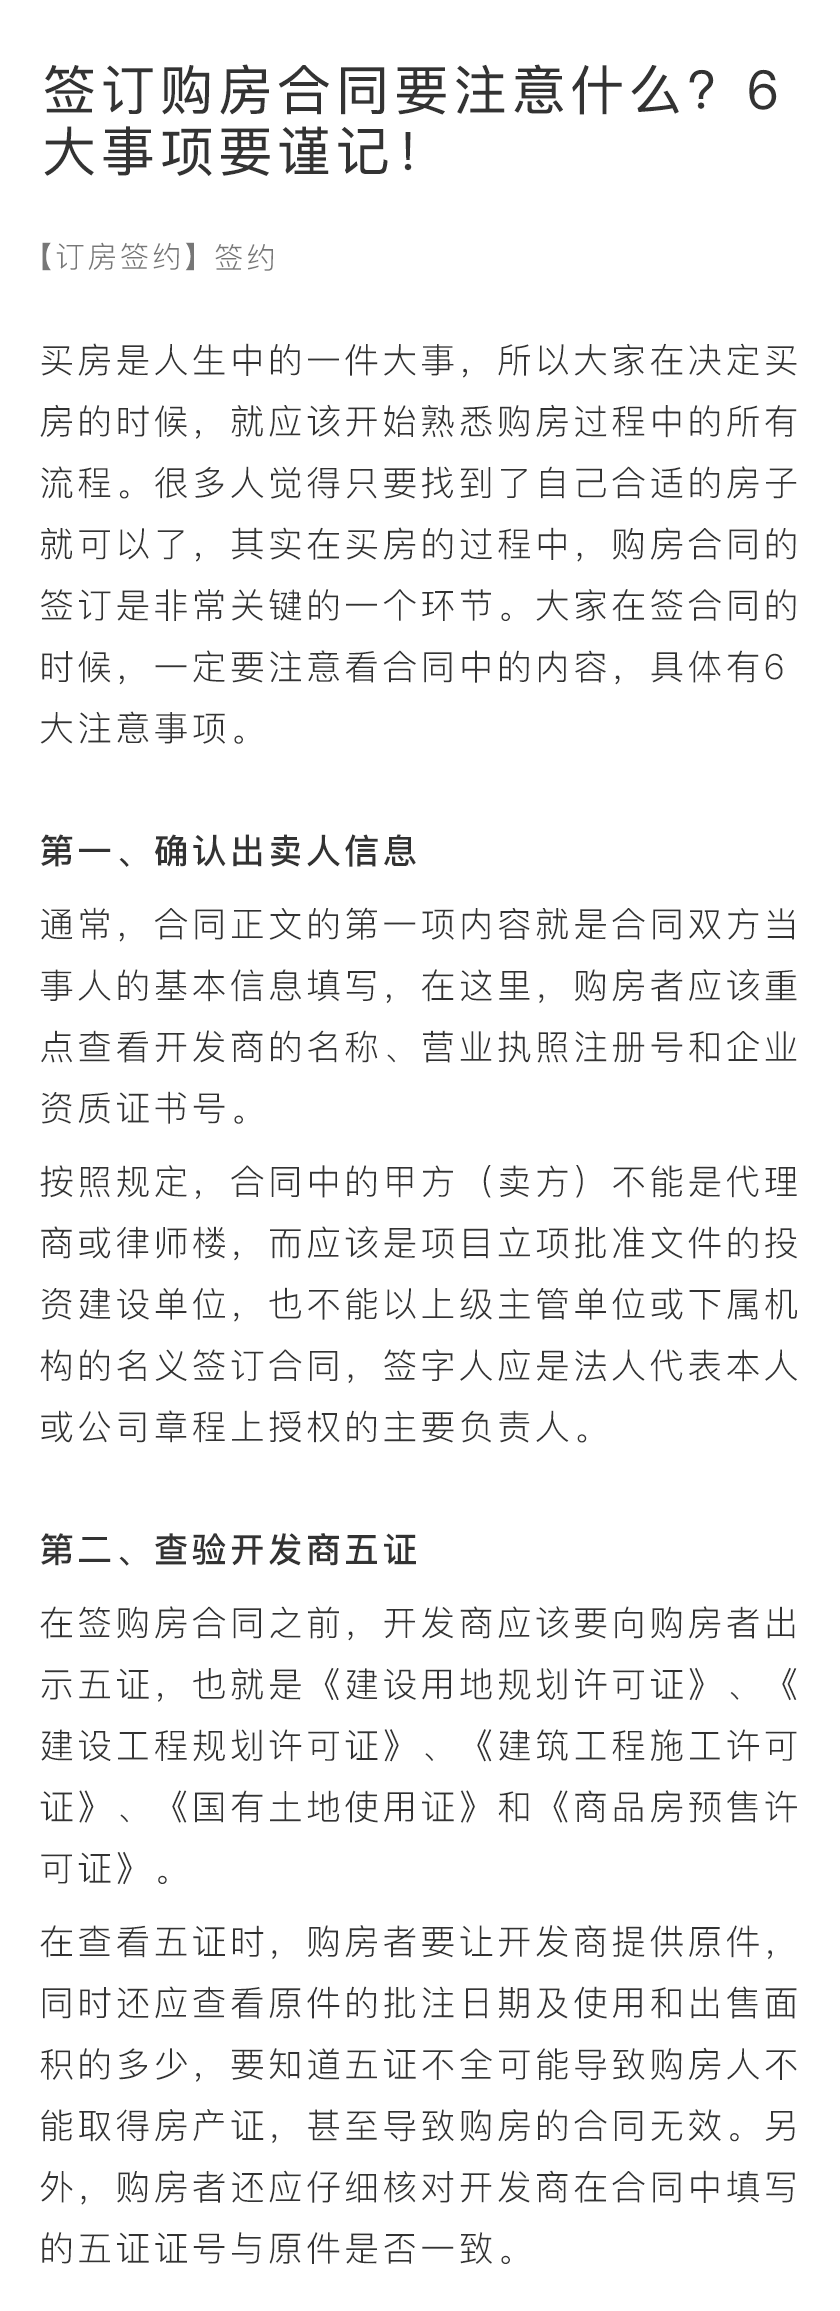 签订购房合同要注意什么？6
大事项要谨记！
【订房签约】签约
买房是人生中的一件大事，所以大家在决定买
房的时候，就应该开始熟悉购房过程中的所有
流程。很多人觉得只要找到了自己合适的房子
就可以了，其实在买房的过程中，购房合同的
签订是非常关键的一个环节。大家在签合同的
时候，一定要注意看合同中的内容，具体有6
大注意事项。
第一、确认出卖人信息
通常，合同正文的第一项内容就是合同双方当
事人的基本信息填写，在这里，购房者应该重
点查看开发商的名称、营业执照注册号和企业
资质证书号。
按照规定，合同中的甲方（卖方）不能是代理
商或律师楼，而应该是项目立项批准文件的投
资建设单位，也不能以上级主管单位或下属机
构的名义签订合同，签字人应是法人代表本人
或公司章程上授权的主要负责人。
第二、查验开发商五证
在签购房合同之前，开发商应该要向购房者出
示五证，也就是《建设用地规划许可证》、《
建设工程规划许可证》、《建筑工程施工许可
证》、《国有土地使用证》和《商品房预售许
可证》。
在查看五证时，购房者要让开发商提供原件，
同时还应查看原件的批注日期及使用和出售面
积的多少，要知道五证不全可能导致购房人不
能取得房产证，甚至导致购房的合同无效。另
外，购房者还应仔细核对开发商在合同中填写
的五证证号与原件是否一致。